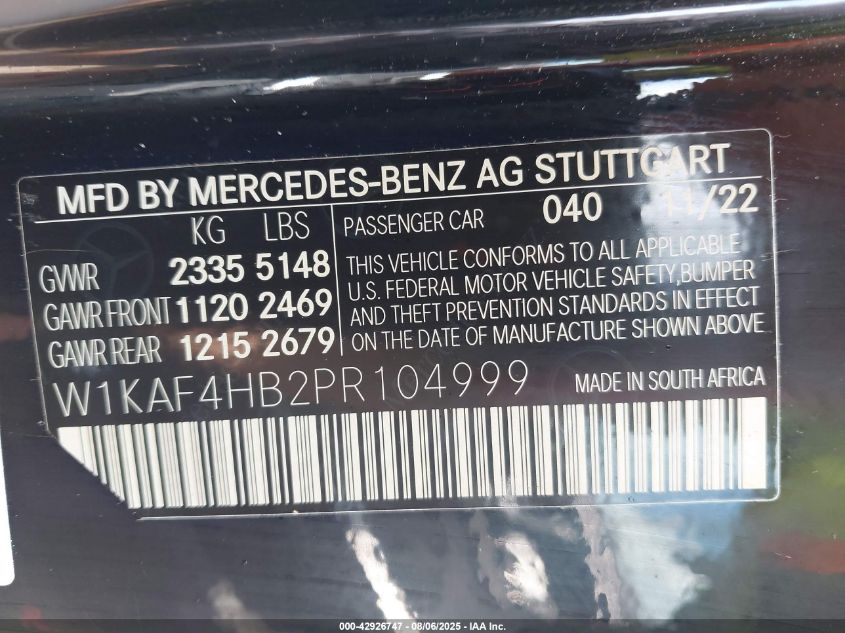 MFD BY MERCEDES-BENZ AG STUTTGART
KG LBS
GVWR 2335 5148
GAWR FRONT 1120 2469
GAWR REAR 1215 2679
PASSENGER CAR 040 11/22
THIS VEHICLE CONFORMS TO ALL APPLICABLE
U.S. FEDERAL MOTOR VEHICLE SAFETY,BUMPER
AND THEFT PREVENTION STANDARDS IN EFFECT
ON THE DATE OF MANUFACTURE SHOWN ABOVE
W1KAF4HB2PR104999
MADE IN SOUTH AFRICA
000-42926747 - 08/06/2025 - IAA Inc.